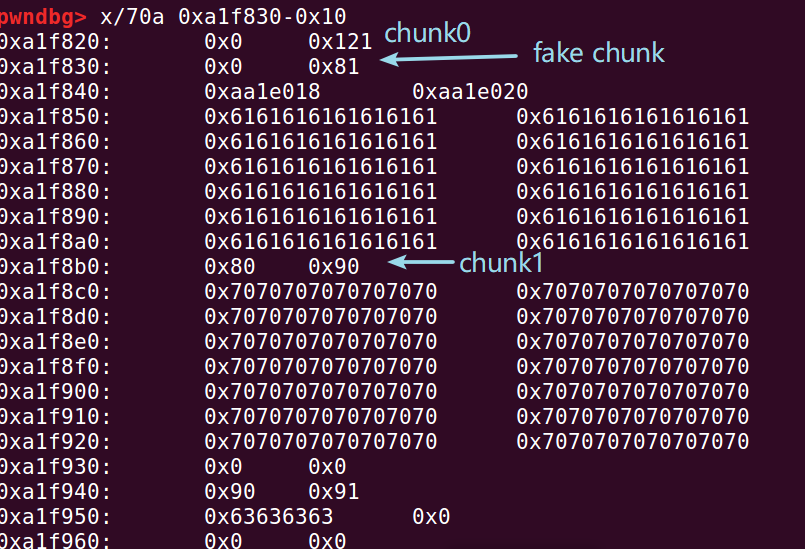 pwndbg> x/70a 0xa1f830-0x10
0xa1f820: 0x0 0x121 chunk0
0xa1f830: 0x0 0x81 fake chunk
0xa1f840: 0xaa1e018 0xaa1e020
0xa1f850: 0x6161616161616161 0x6161616161616161
0xa1f860: 0x6161616161616161 0x6161616161616161
0xa1f870: 0x6161616161616161 0x6161616161616161
0xa1f880: 0x6161616161616161 0x6161616161616161
0xa1f890: 0x6161616161616161 0x6161616161616161
0xa1f8a0: 0x6161616161616161 0x6161616161616161
0xa1f8b0: 0x80 0x90 chunk1
0xa1f8c0: 0x7070707070707070 0x7070707070707070
0xa1f8d0: 0x7070707070707070 0x7070707070707070
0xa1f8e0: 0x7070707070707070 0x7070707070707070
0xa1f8f0: 0x7070707070707070 0x7070707070707070
0xa1f900: 0x7070707070707070 0x7070707070707070
0xa1f910: 0x7070707070707070 0x7070707070707070
0xa1f920: 0x7070707070707070 0x7070707070707070
0xa1f930: 0x0 0x0
0xa1f940: 0x90 0x91
0xa1f950: 0x63636363 0x0
0xa1f960: 0x0 0x0